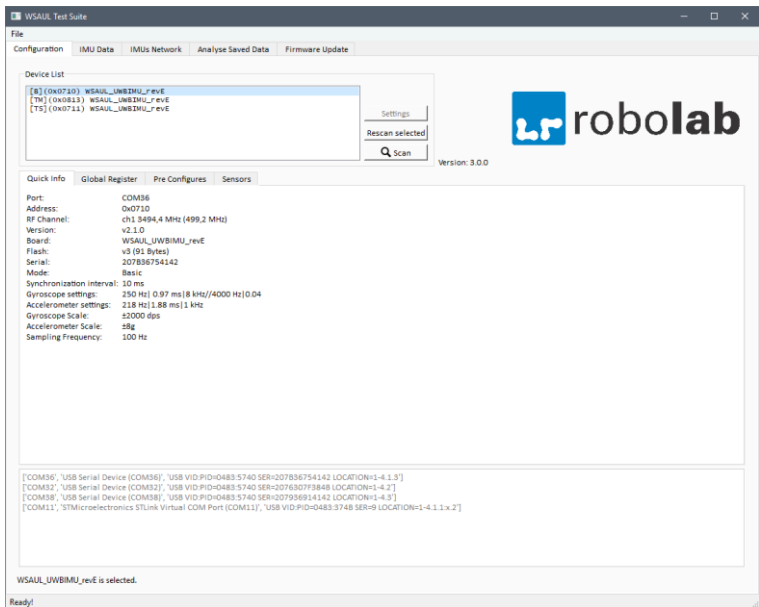 WSAUL Test Suite
File
Configuration IMU Data IMUs Network Analyse Saved Data Firmware Update
Device List
[B](0x0710) WSAUL_UWBIMU_revE
[TM](0x0813) WSAUL_UWBIMU_revE
[TS](0x0711) WSAUL_UWBIMU_revE
Settings
Rescan selected
Scan
Version: 3.0.0
lr robolab
Quick Info Global Register Pre Configures Sensors
Port: COM36
Address: 0x0710
RF Channel: ch1 3494,4 MHz (499,2 MHz)
Version: v2.1.0
Board: WSAUL_UWBIMU_revE
Flash: v3 (91 Bytes)
Serial: 207B36754142
Mode: Basic
Synchronization interval: 10 ms
Gyroscope settings: 250 Hz| 0.97 ms|8 kHz//4000 Hz|0.04
Accelerometer settings: 218 Hz|1.88 ms|1 kHz
Gyroscope Scale: ±2000 dps
Accelerometer Scale: ±8g
Sampling Frequency: 100 Hz
['COM36', 'USB Serial Device (COM36)', 'USB VID:PID=0483:5740 SER=207B36754142 LOCATION=1-4.1.3']
['COM32', 'USB Serial Device (COM32)', 'USB VID:PID=0483:5740 SER=2076307F384B LOCATION=1-4.2']
['COM38', 'USB Serial Device (COM38)', 'USB VID:PID=0483:5740 SER=207936914142 LOCATION=1-4.3']
['COM11', 'STMicroelectronics STLink Virtual COM Port (COM11)', 'USB VID:PID=0483:374B SER=9 LOCATION=1-4.1.1:x.2']
WSAUL_UWBIMU_revE is selected.
Ready!